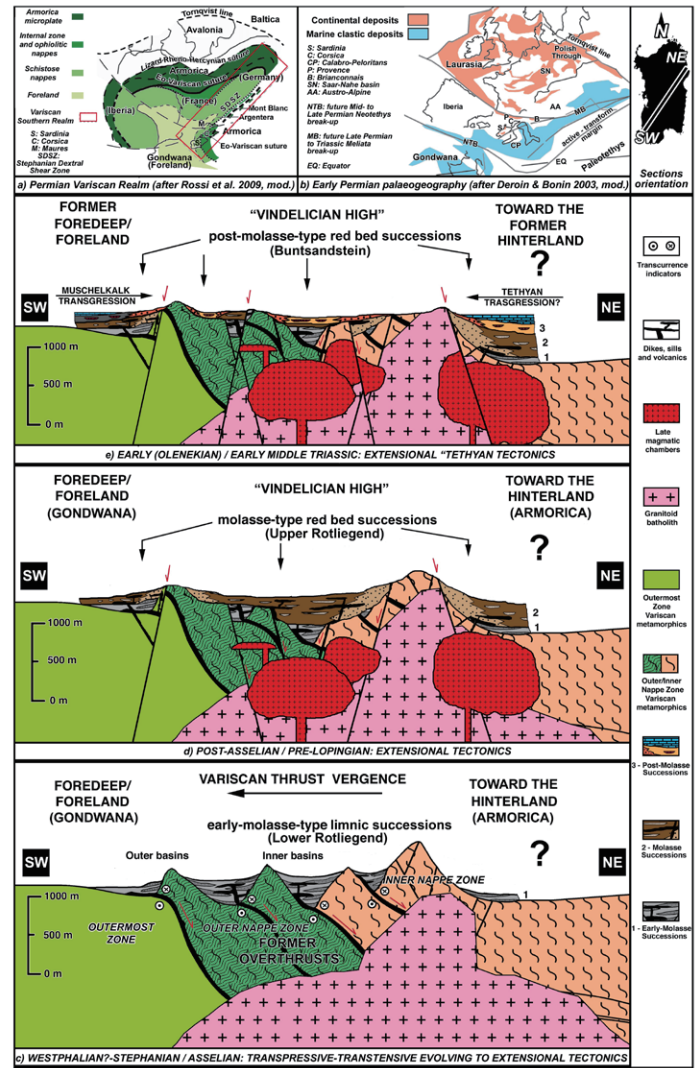 Armorica
microplate
Internal zone
and ophiolitic
nappes
Schistose
nappes
Foreland
Variscan
Southern Realm
S: Sardinia
C: Corsica
M: Maures
SDSZ:
Stephanian Dextral
Shear Zone
Tornqvist line
Baltica
Avalonia
Lizard-Rheno-Hercynian suture
Armorica
(Germany)
Eo-Variscan suture
(France)
(Iberia)
SDSZ
Mont Blanc
Argentera
M
C
S
Armorica
Eo-Variscan suture
Gondwana
(Foreland)
a) Permian Variscan Realm (after Rossi et al. 2009, mod.)
Continental deposits
Marine clastic deposits
S: Sardinia
C: Corsica
CP: Calabro-Peloritans
P: Provence
B: Brianconnais
SN: Saar-Nahe basin
AA: Austro-Alpine
NTB: future Mid- to
Late Permian Neotethys
break-up
MB: future Late Permian
to Triassic Meliata
break-up
EQ: Equator
Tornquist line
Polish
Through
Laurasia
SN
Iberia
AA
P
B
C
S
CP
MB
NTB
active - transform
margin
EQ
Gondwana
Paleotethys
b) Early Permian palaeogeography (after Deroin & Bonin 2003, mod.)
N
NE
SW
Sections
orientation
FORMER
FOREDEEP/
FORELAND
"VINDELICIAN HIGH"
post-molasse-type red bed successions
(Buntsandstein)
TOWARD THE
FORMER
HINTERLAND
?
MUSCHELKALK
TRANSGRESSION
TETHYAN
TRASGRESSION?
SW
NE
3
2
1
1000 m
500 m
0 m
e) EARLY (OLENEKIAN) / EARLY MIDDLE TRIASSIC: EXTENSIONAL "TETHYAN TECTONICS
FOREDEEP/
FORELAND
(GONDWANA)
"VINDELICIAN HIGH"
molasse-type red bed successions
(Upper Rotliegend)
TOWARD THE
HINTERLAND
(ARMORICA)
?
SW
NE
2
1
1000 m
500 m
0 m
d) POST-ASSELIAN / PRE-LOPINGIAN: EXTENSIONAL TECTONICS
FOREDEEP/
FORELAND
(GONDWANA)
VARISCAN THRUST VERGENCE
TOWARD THE
HINTERLAND
(ARMORICA)
early-molasse-type limnic successions
(Lower Rotliegend)
?
SW
Outer basins
Inner basins
NE
INNER NAPPE ZONE
1
1000 m
500 m
0 m
OUTERMOST
ZONE
OUTER NAPPE ZONE
FORMER
OVERTHRUSTS
c) WESTPHALIAN?-STEPHANIAN / ASSELIAN: TRANSPRESSIVE-TRANSTENSIVE EVOLVING TO EXTENSIONAL TECTONICS
Transcurrence
indicators
Dikes, sills
and volcanics
Late
magmatic
chambers
Granitoid
batholith
Outermost
Zone
Variscan
metamorphics
Outer/Inner
Nappe Zone
Variscan
metamorphics
3 - Post-Molasse
Successions
2 - Molasse
Successions
1 - Early-Molasse
Successions